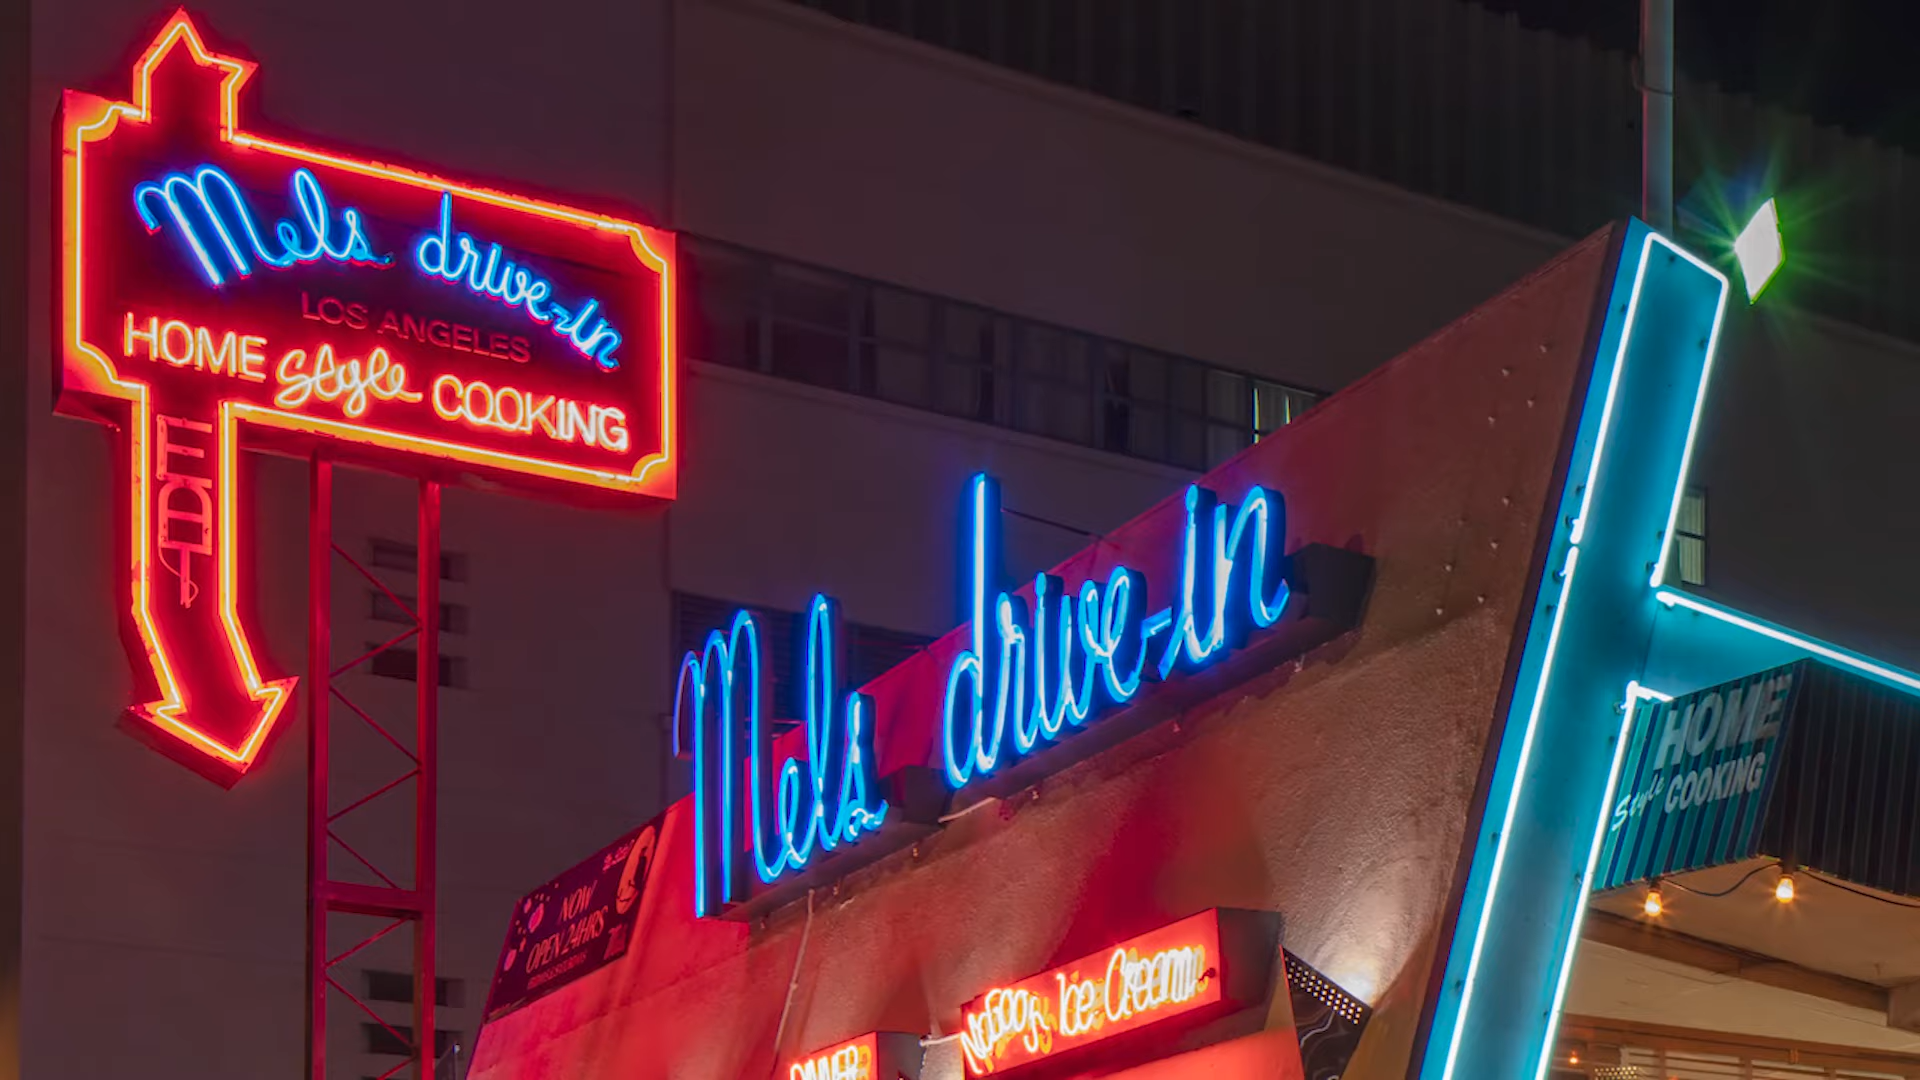 Mels drive-in
LOS ANGELES
HOME style COOKING
EAT
Mels drive-in
HOME
Style COOKING
NOW
OPEN 24HRS
Ice Cream
DINNER